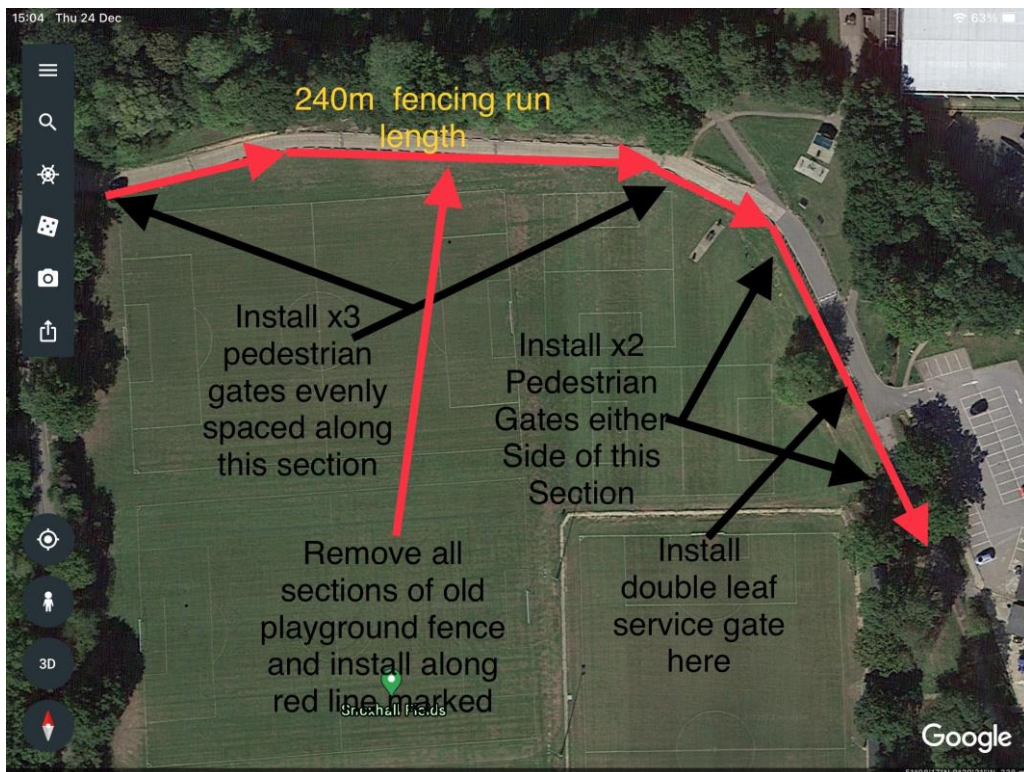 15:04 Thu 24 Dec
63%
240m fencing run
length
Install x3
pedestrian
gates evenly
spaced along
this section
Install x2
Pedestrian
Gates either
Side of this
Section
Remove all
sections of old
playground fence
and install along
red line marked
Install
double leaf
service gate
here
3D
Snoxhall Fields
Google